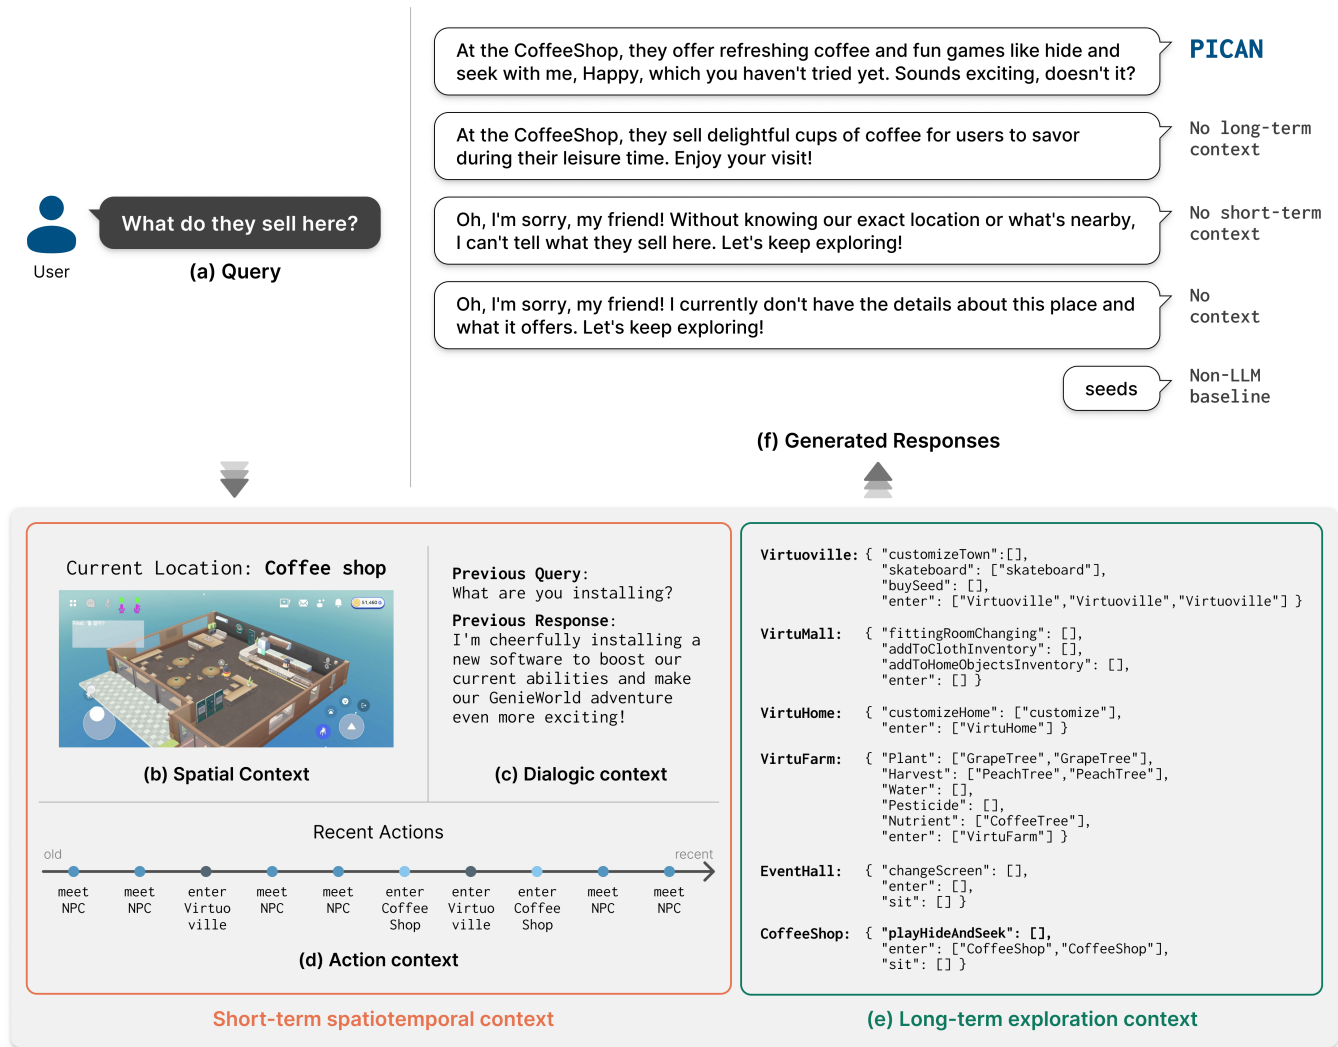 What do they sell here?
User
(a) Query
At the CoffeeShop, they offer refreshing coffee and fun games like hide and
seek with me, Happy, which you haven't tried yet. Sounds exciting, doesn't it?
PICAN
At the CoffeeShop, they sell delightful cups of coffee for users to savor
during their leisure time. Enjoy your visit!
No long-term
context
Oh, I'm sorry, my friend! Without knowing our exact location or what's nearby,
I can't tell what they sell here. Let's keep exploring!
No short-term
context
Oh, I'm sorry, my friend! I currently don't have the details about this place and
what it offers. Let's keep exploring!
No
context
seeds
Non-LLM
baseline
(f) Generated Responses
Current Location: Coffee shop
(b) Spatial Context
Previous Query:
What are you installing?
Previous Response:
I'm cheerfully installing a
new software to boost our
current abilities and make
our GenieWorld adventure
even more exciting!
(c) Dialogic context
Recent Actions
old
recent
meet
NPC
meet
NPC
enter
Virtuo
ville
meet
NPC
meet
NPC
enter
Coffee
Shop
enter
Virtuo
ville
enter
Coffee
Shop
meet
NPC
meet
NPC
(d) Action context
Short-term spatiotemporal context
Virtuoville: { "customizeTown":[],
"skateboard": ["skateboard"],
"buySeed": [],
"enter": ["Virtuoville","Virtuoville","Virtuoville"] }
VirtuMall: { "fittingRoomChanging": [],
"addToClothInventory": [],
"addToHomeObjectsInventory": [],
"enter": [] }
VirtuHome: { "customizeHome": ["customize"],
"enter": ["VirtuHome"] }
VirtuFarm: { "Plant": ["GrapeTree","GrapeTree"],
"Harvest": ["PeachTree","PeachTree"],
"Water": [],
"Pesticide": [],
"Nutrient": ["CoffeeTree"],
"enter": ["VirtuFarm"] }
EventHall: { "changeScreen": [],
"enter": [],
"sit": [] }
CoffeeShop: { "playHideAndSeek": [],
"enter": ["CoffeeShop","CoffeeShop"],
"sit": [] }
(e) Long-term exploration context